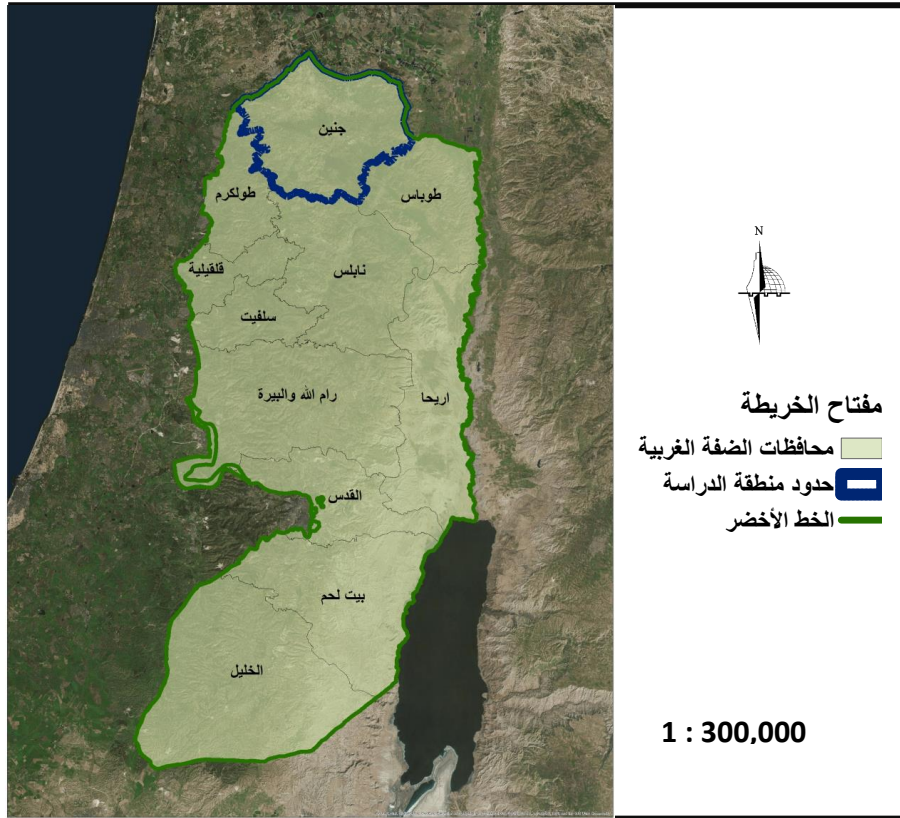 جنين
طولكرم
طوباس
قلقيلية
نابلس
سلفيت
رام الله والبيرة
اريحا
القدس
بيت لحم
الخليل
N
مفتاح الخريطة
محافظات الضفة الغربية
حدود منطقة الدراسة
الخط الأخضر
1 : 300,000